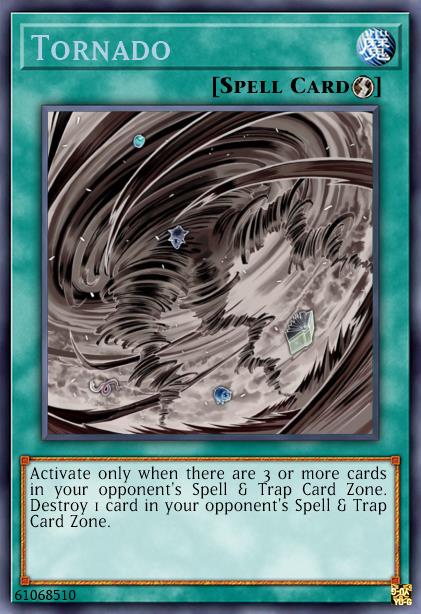 Tornado
魔
[Spell Card]
Activate only when there are 3 or more cards
in your opponent's Spell & Trap Card Zone.
Destroy 1 card in your opponent's Spell & Trap
Card Zone.
61068510